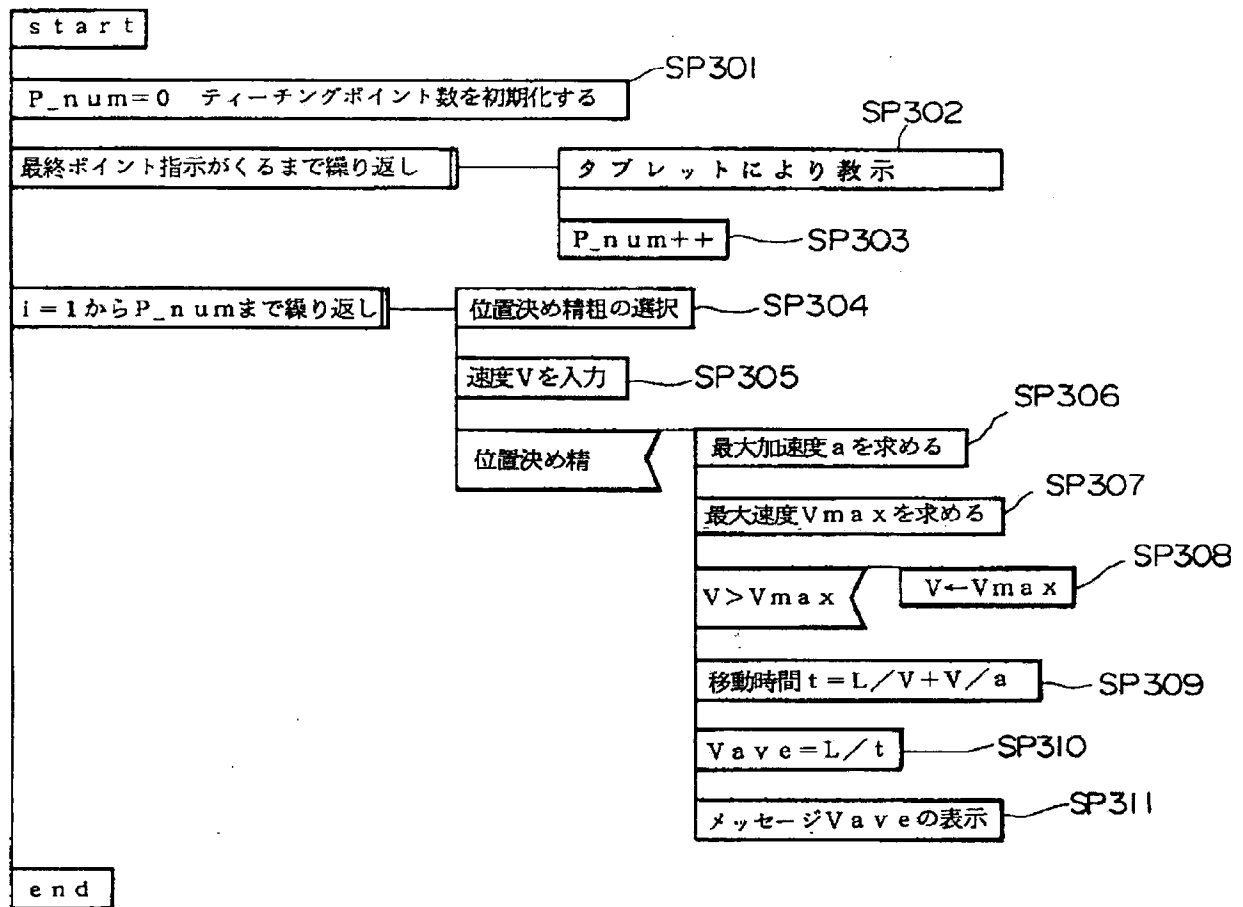 start
P_num=0 ティーチングポイント数を初期化する
SP301
最終ポイント指示がくるまで繰り返し
タブレットにより教示
SP302
P_num++
SP303
i=1からP_numまで繰り返し
位置決め精粗の選択
SP304
速度Vを入力
SP305
位置決め精
最大加速度aを求める
SP306
最大速度Vmaxを求める
SP307
V>Vmax
V←Vmax
SP308
移動時間t=L/V+V/a
SP309
Vave=L/t
SP310
メッセージVaveの表示
SP311
end